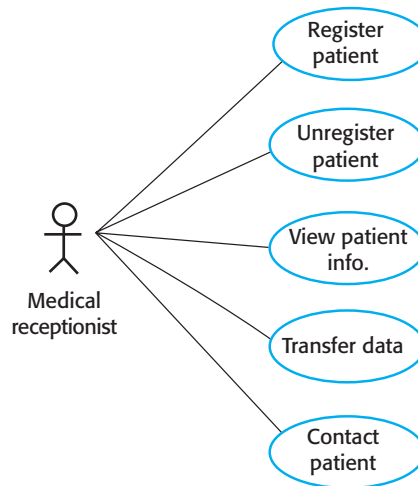 Register
patient
Unregister
patient
View patient
info.
Medical
receptionist
Transfer data
Contact
patient